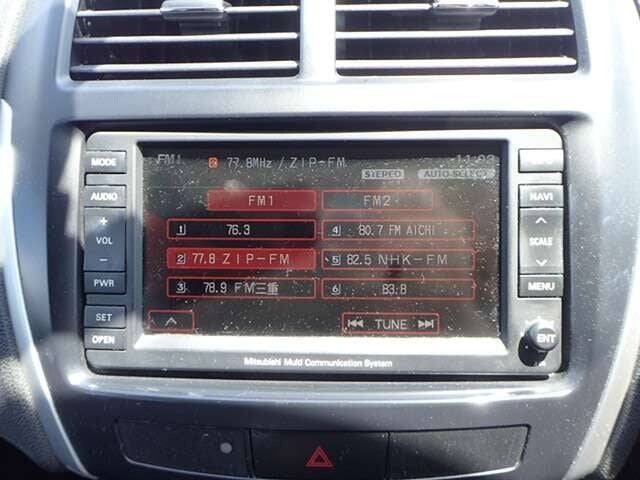 FM1 2 77.8MHz / ZIP-FM
STEREO AUTO-SELECT
FM1 FM2
1 76.3
4 80.7 FM AICHI
2 77.8 ZIP-FM
5 82.5 NHK-FM
3 78.9 FM三重
6 83.8
TUNE
MODE
AUDIO
+
VOL
−
PWR
SET
OPEN
NAVI
SCALE
MENU
ENT
Mitsubishi Multi Communication System